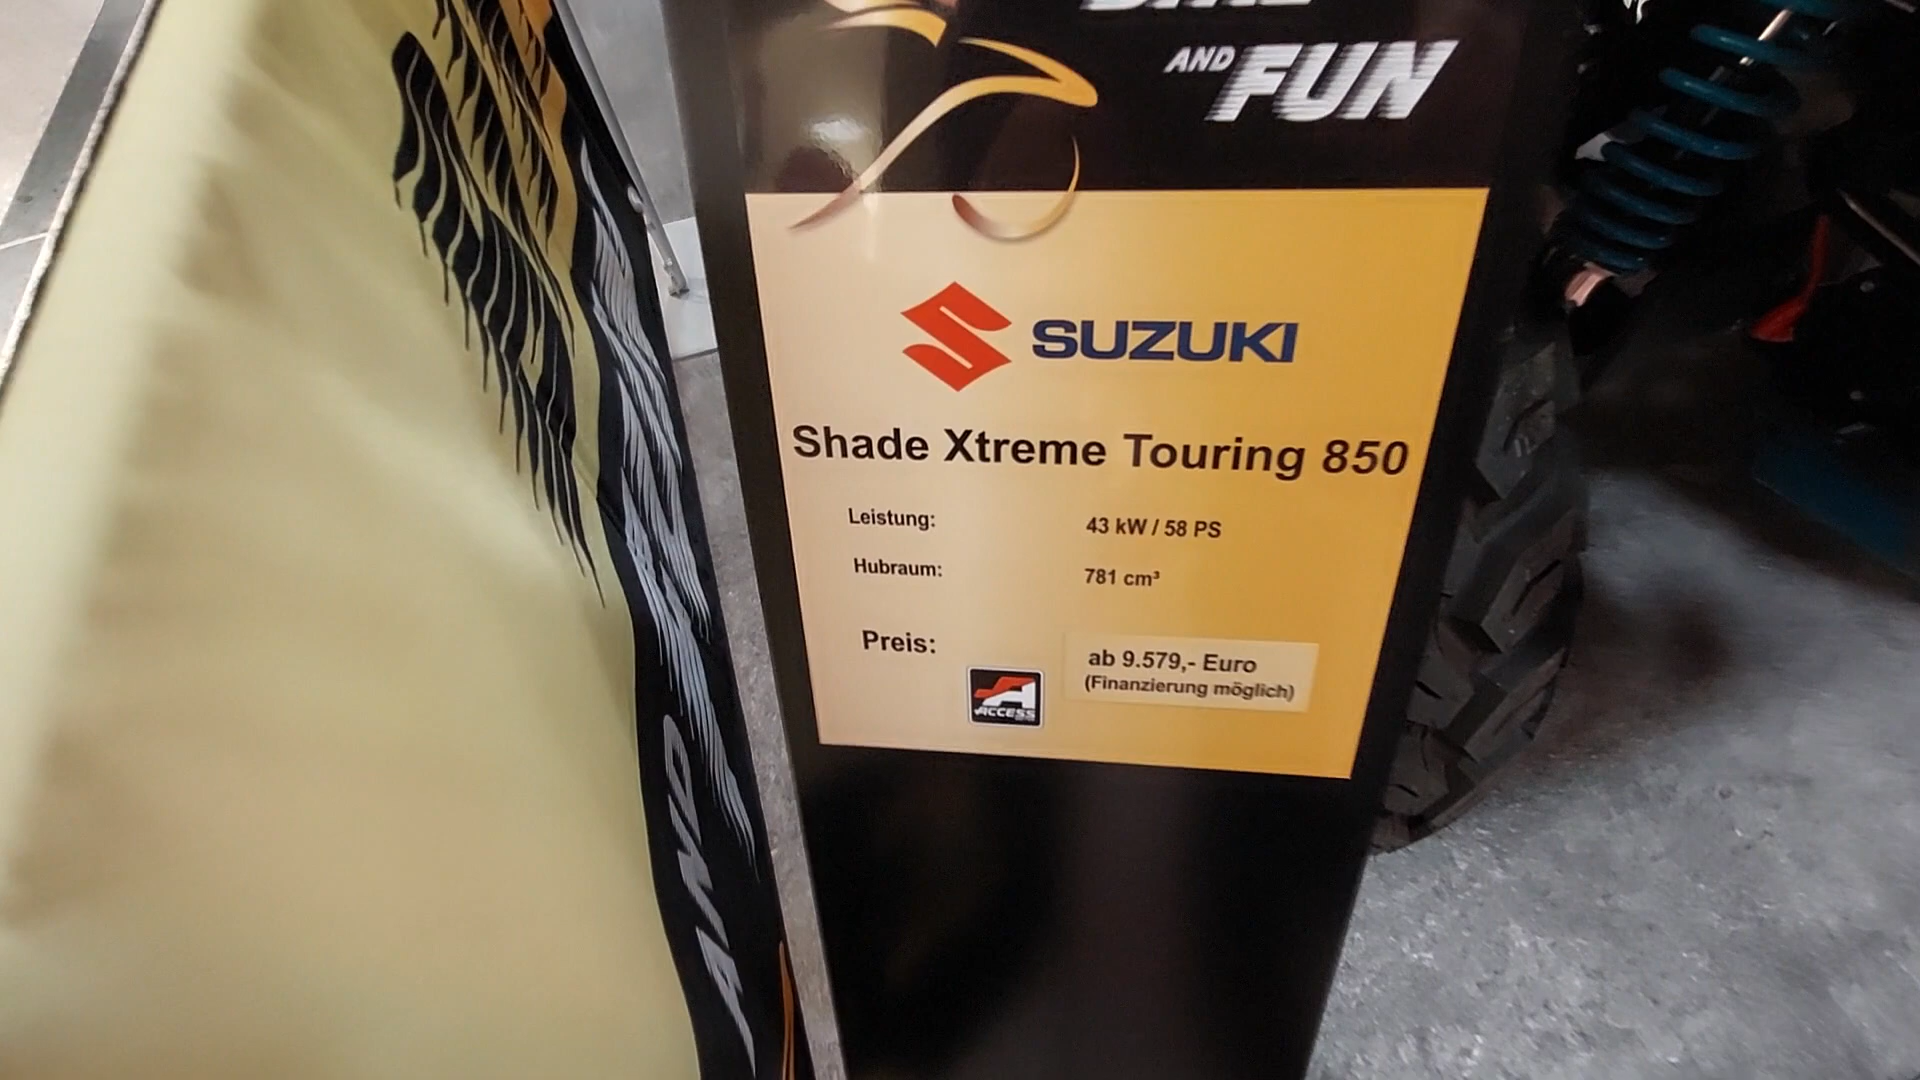 AND FUN
SUZUKI
Shade Xtreme Touring 850
Leistung: 43 kW / 58 PS
Hubraum: 781 cm³
Preis: ab 9.579,- Euro
(Finanzierung möglich)
ACCESS
AND